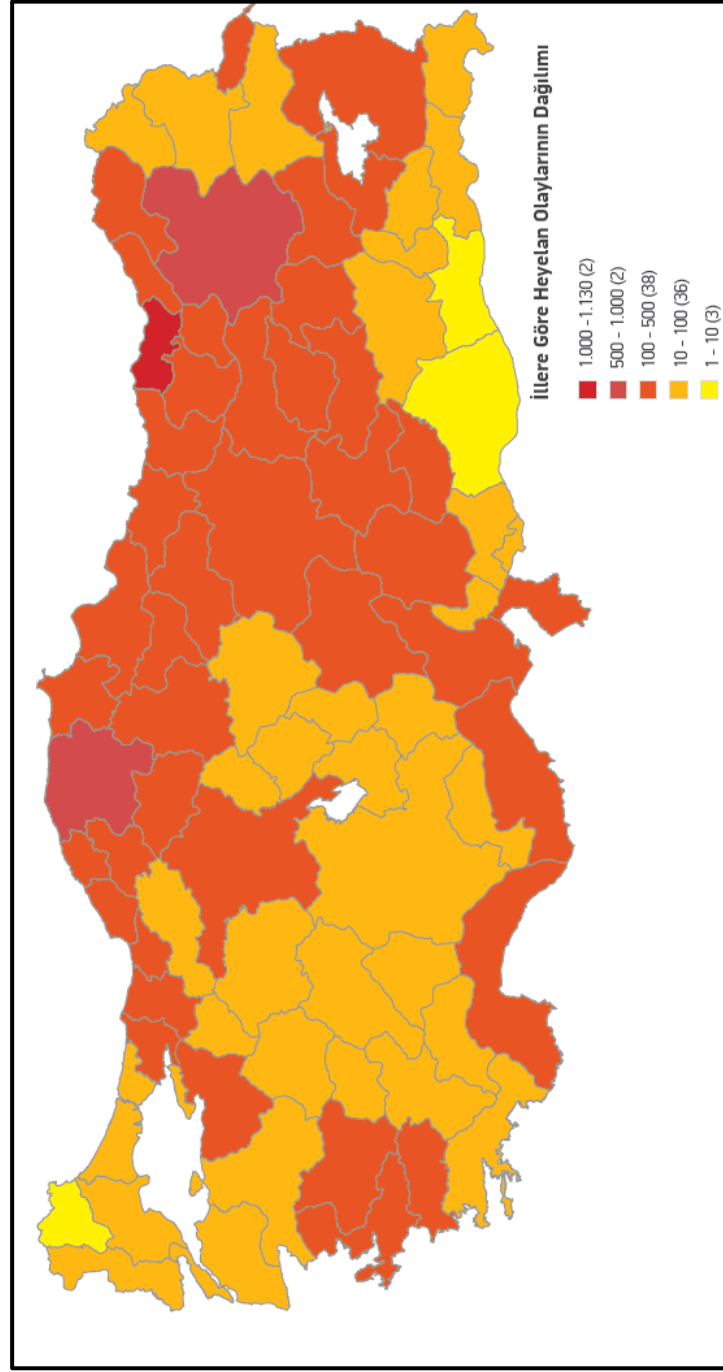 İllere Göre Heyelan Olaylarının Dağılımı
1.000 - 1.130 (2)
500 - 1.000 (2)
100 - 500 (38)
10 - 100 (36)
1 - 10 (3)